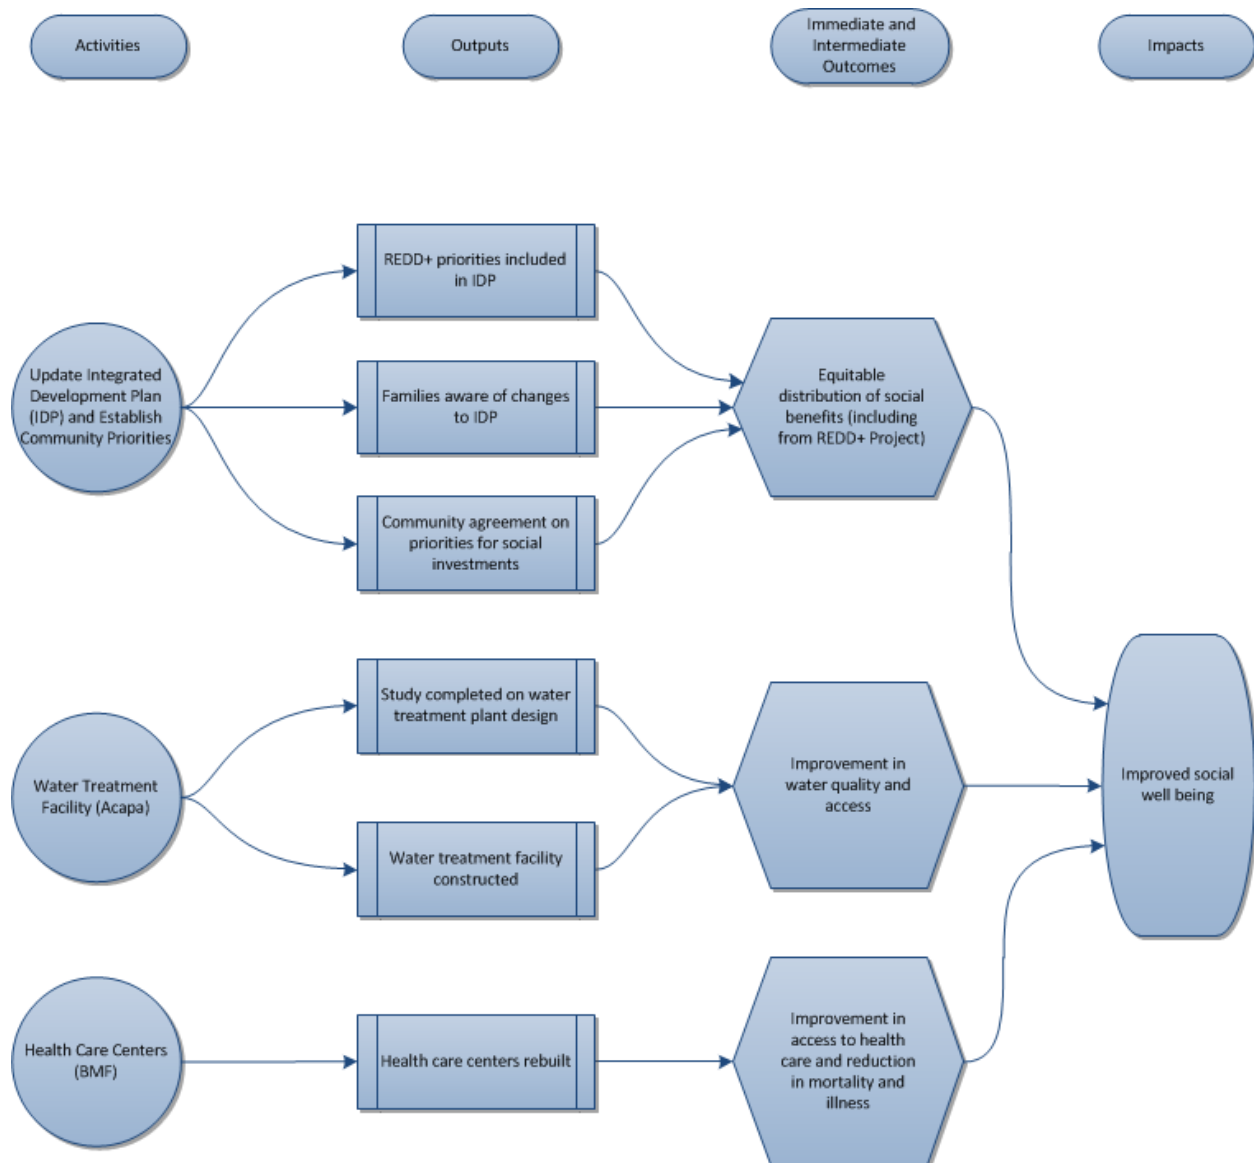 Activities
Outputs
Immediate and
Intermediate
Outcomes
Impacts
REDD+ priorities included
in IDP
Update Integrated
Development Plan
(IDP) and Establish
Community Priorities
Families aware of changes
to IDP
Equitable
distribution of social
benefits (including
from REDD+ Project)
Community agreement on
priorities for social
investments
Study completed on water
treatment plant design
Water Treatment
Facility (Acapa)
Improvement in
water quality and
access
Improved social
well being
Water treatment facility
constructed
Health Care Centers
(BMF)
Health care centers rebuilt
Improvement in
access to health
care and reduction
in mortality and
illness